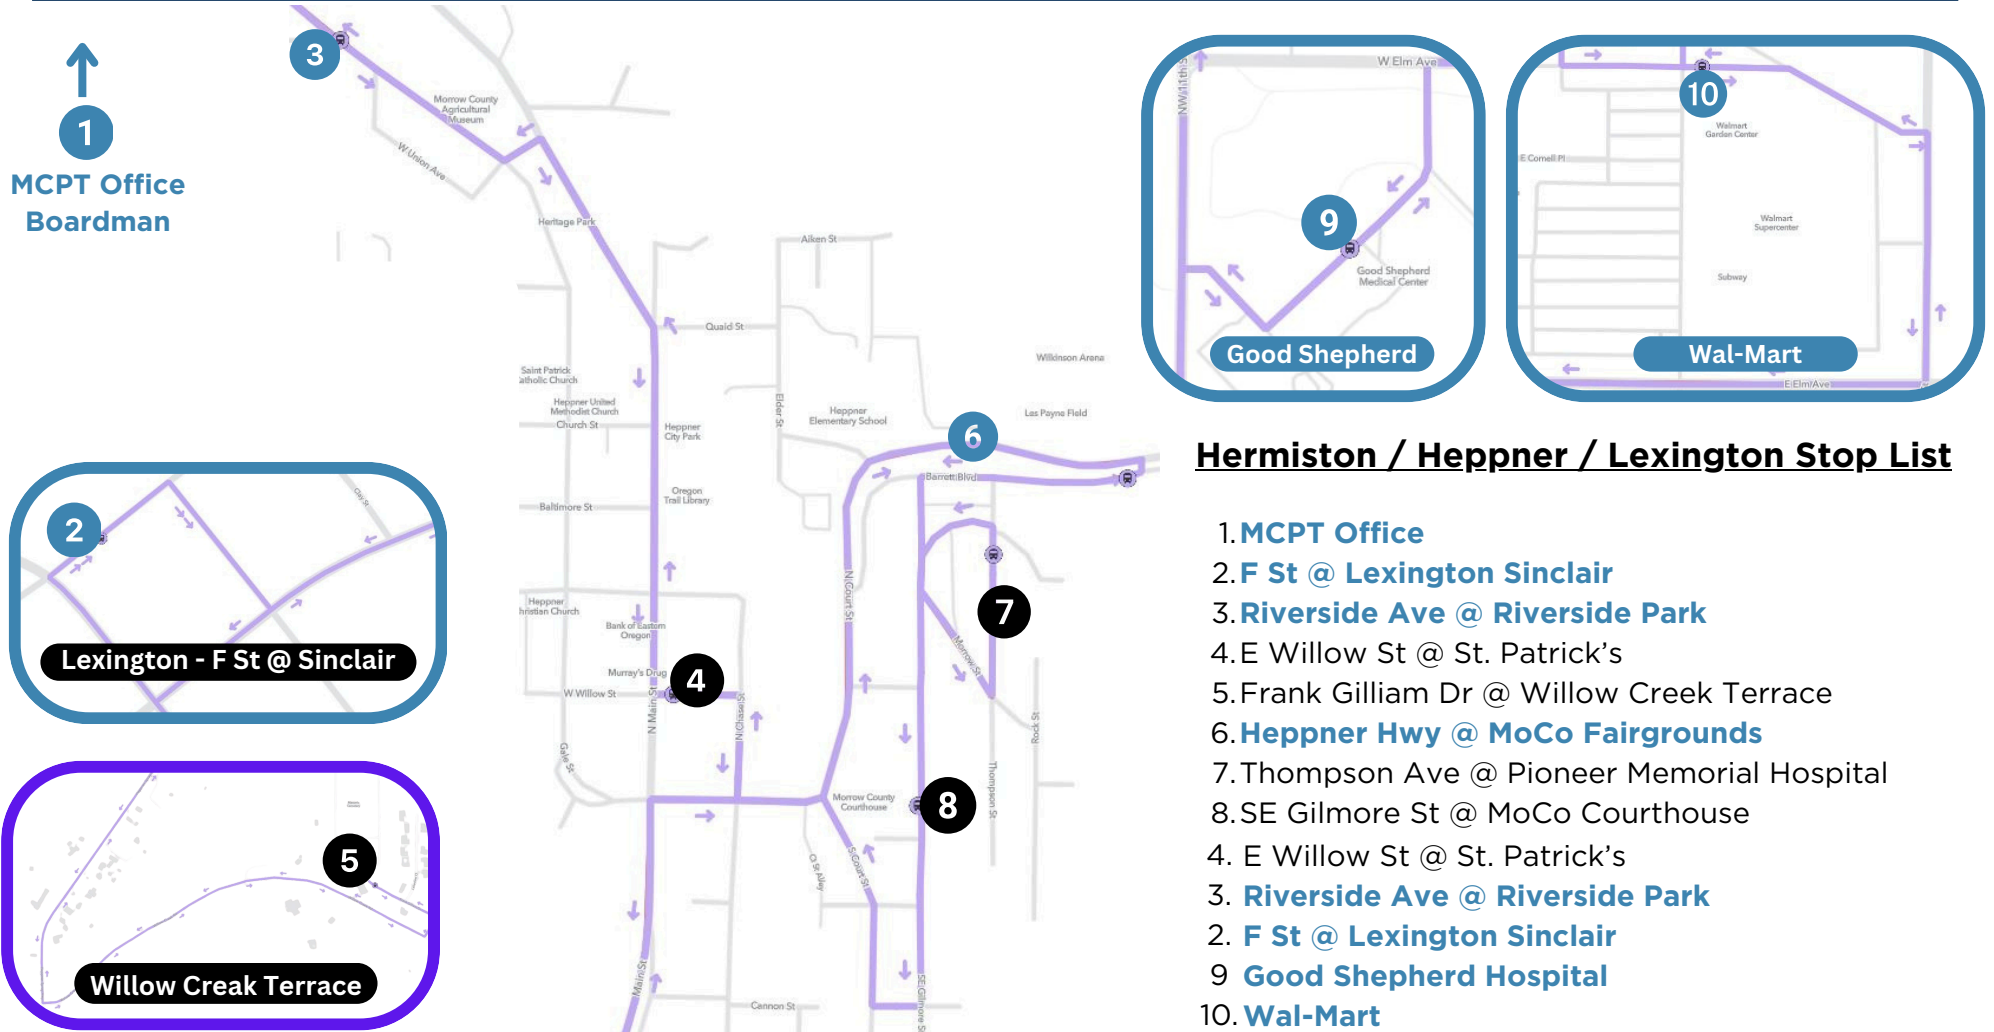 1
MCPT Office
Boardman
3
Morrow County
Agricultural
Museum
W Union Ave
Heritage Park
Aiken St
Quaid St
Saint Patrick
atholic Church
Heppner United
Methodist Church
Church St
Heppner
City Park
Elder St
Heppner
Elementary School
Wilkinson Arena
Les Payne Field
6
Barrett Blvd
Oregon
Trail Library
Baltimore St
N Court St
Heppner
hristian Church
Bank of Eastern
Oregon
Murray's Drug
W Willow St
4
N Main St
N Chase St
Gale St
7
Morrow St
Rock St
Thompson St
Morrow County
Courthouse
8
S Court St
Ct St Alley
Main St
Cannon St
SE Gilmore S
2
Clay St
Lexington - F St @ Sinclair
5
Willow Creak Terrace
W Elm Ave
NW 11th S
9
Good Shepherd
Medical Center
Good Shepherd
10
Walmart
Garden Center
E Cornell Pl
Walmart
Supercenter
Subway
Wal-Mart
E Elm Ave
Hermiston / Heppner / Lexington Stop List
1. MCPT Office
2. F St @ Lexington Sinclair
3. Riverside Ave @ Riverside Park
4. E Willow St @ St. Patrick's
5. Frank Gilliam Dr @ Willow Creek Terrace
6. Heppner Hwy @ MoCo Fairgrounds
7. Thompson Ave @ Pioneer Memorial Hospital
8. SE Gilmore St @ MoCo Courthouse
4. E Willow St @ St. Patrick's
3. Riverside Ave @ Riverside Park
2. F St @ Lexington Sinclair
9 Good Shepherd Hospital
10. Wal-Mart